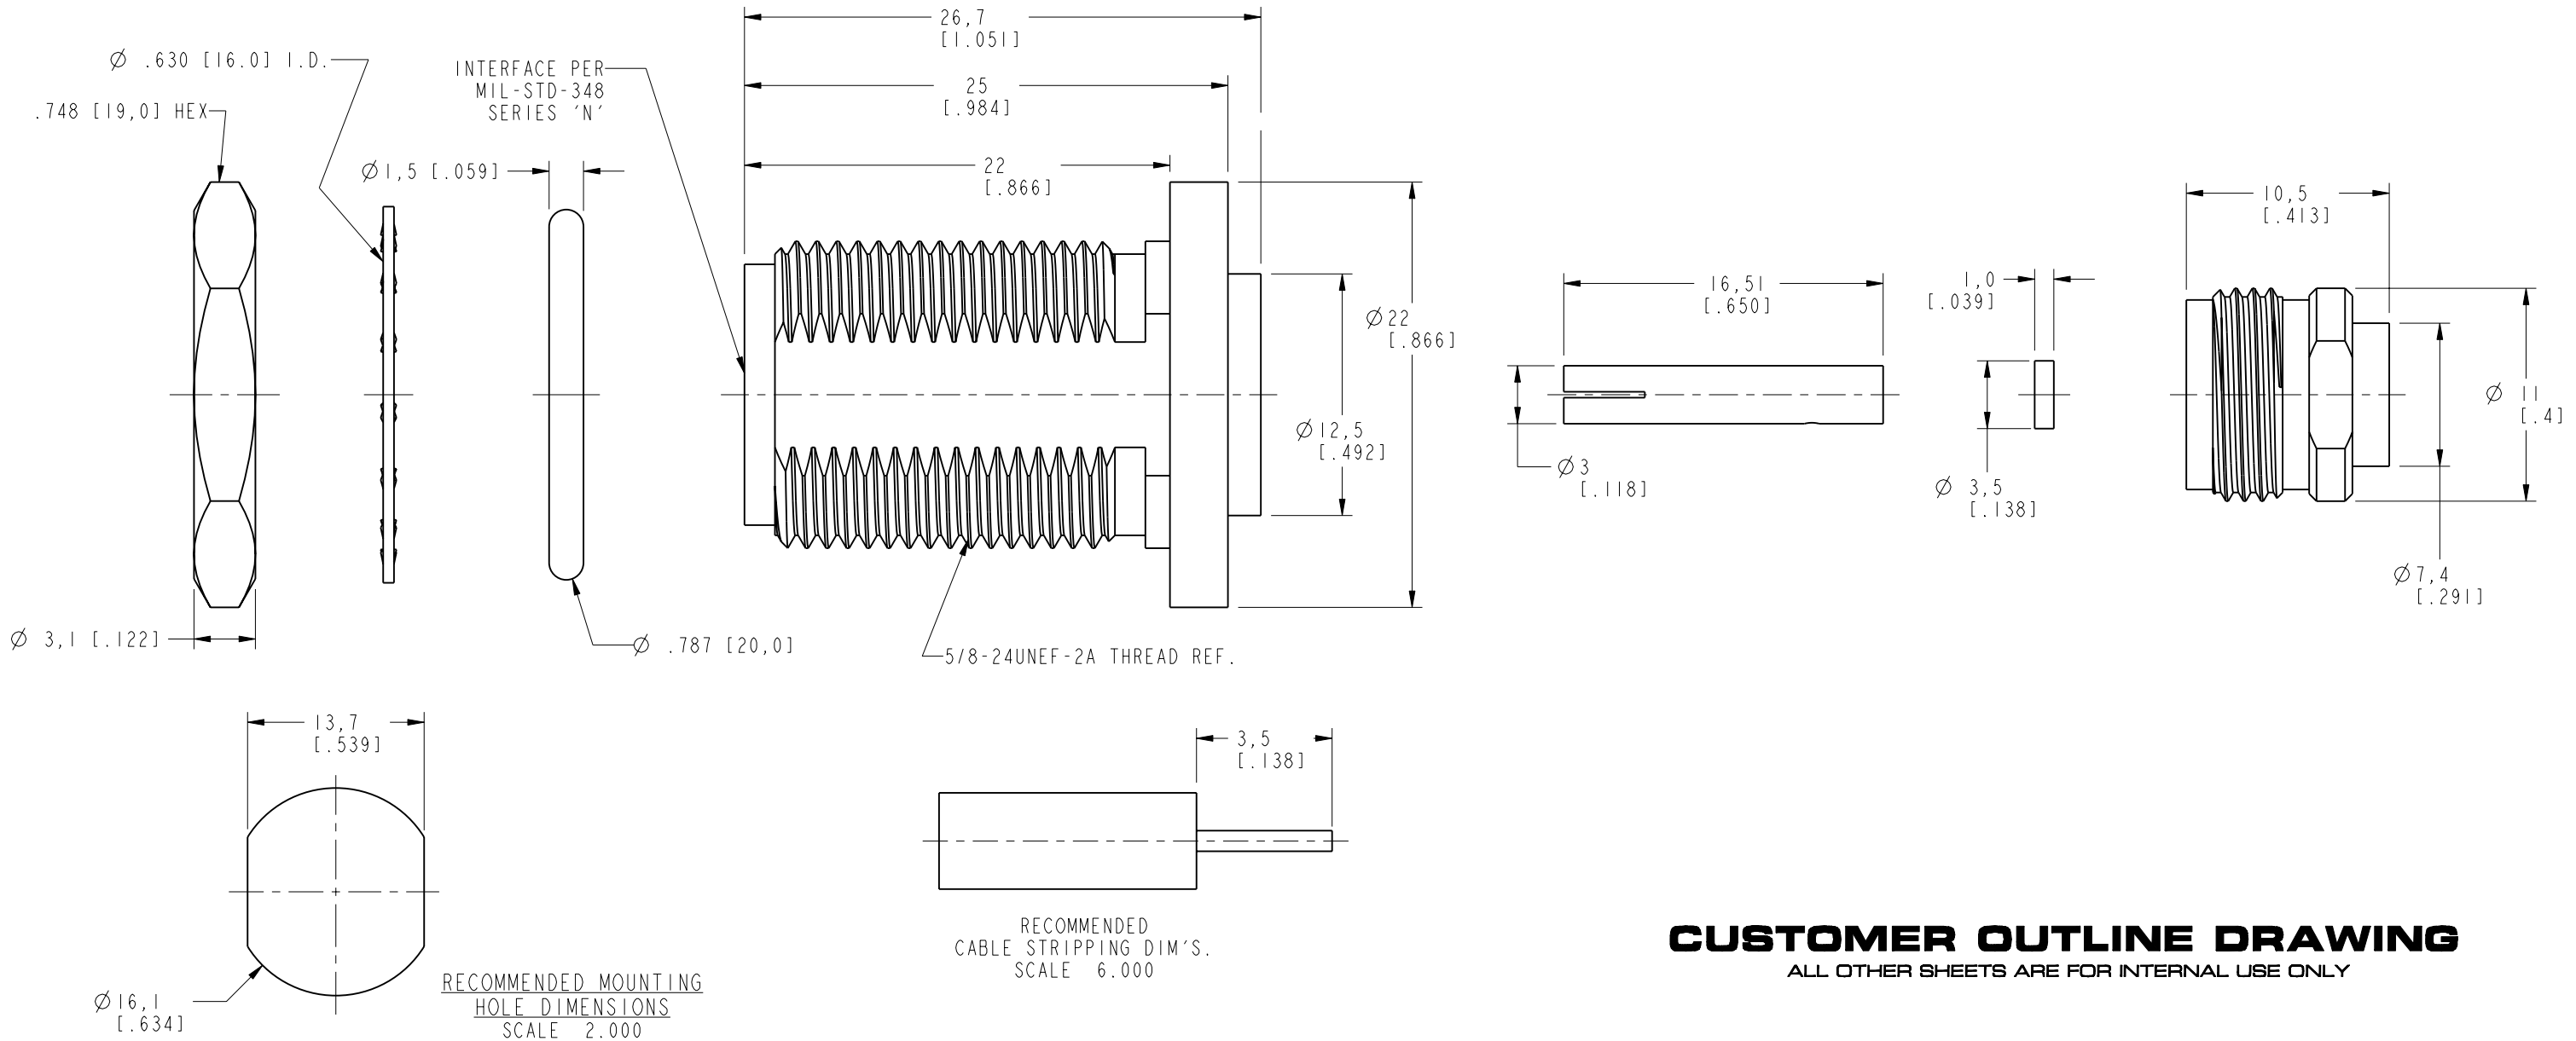 26,7
[1.051]
Ø .630 [16.0] I.D.
INTERFACE PER
MIL-STD-348
SERIES 'N'
25
[.984]
.748 [19,0] HEX
Ø1,5 [.059]
22
[.866]
10,5
[.413]
16,51
[.650]
1,0
[.039]
Ø22
[.866]
Ø 11
[.4]
Ø12,5
[.492]
Ø3
[.118]
Ø 3,5
[.138]
Ø7,4
[.291]
Ø 3,1 [.122]
Ø .787 [20,0]
5/8-24UNEF-2A THREAD REF.
13,7
[.539]
3,5
[.138]
RECOMMENDED
CABLE STRIPPING DIM'S.
SCALE 6.000
Ø16,1
[.634]
RECOMMENDED MOUNTING
HOLE DIMENSIONS
SCALE 2.000
CUSTOMER OUTLINE DRAWING
ALL OTHER SHEETS ARE FOR INTERNAL USE ONLY